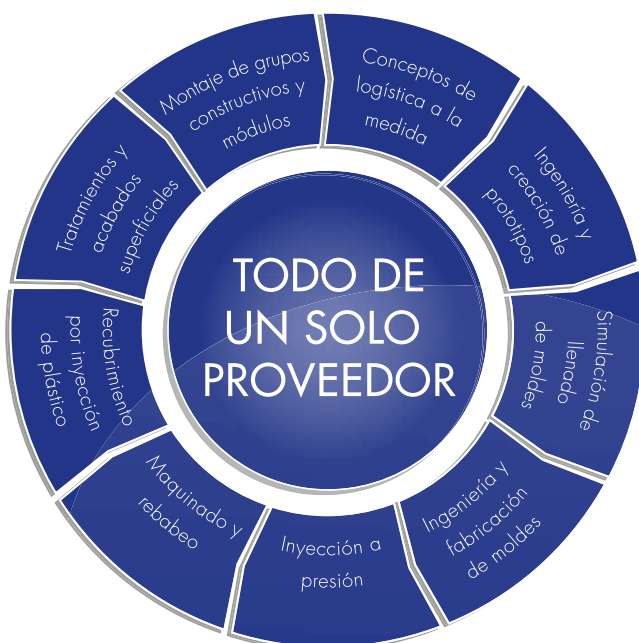 TODO DE
UN SOLO
PROVEEDOR
Conceptos de
logística a la
medida
Ingeniería y
creación de
prototipos
Simulación de
llenado
de moldes
Ingeniería y
fabricación
de moldes
Inyección a
presión
Maquinado y
rebabeo
Recubrimiento
por inyección
de plástico
Tratamientos y
acabados
superficiales
Montaje de grupos
constructivos y
módulos